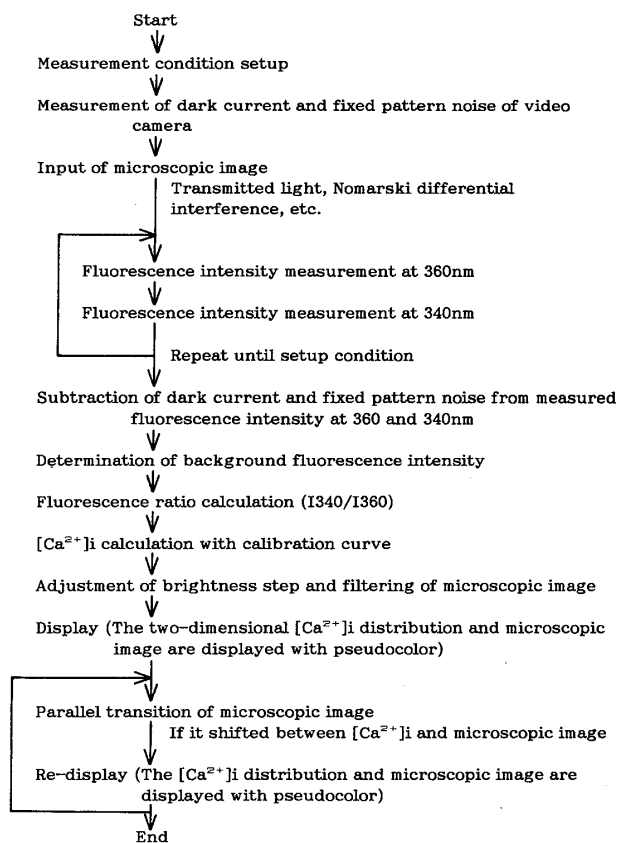 Start
Measurement condition setup
Measurement of dark current and fixed pattern noise of video
camera
Input of microscopic image
Transmitted light, Nomarski differential
interference, etc.
Fluorescence intensity measurement at 360nm
Fluorescence intensity measurement at 340nm
Repeat until setup condition
Subtraction of dark current and fixed pattern noise from measured
fluorescence intensity at 360 and 340nm
Determination of background fluorescence intensity
Fluorescence ratio calculation (I340/I360)
[Ca²⁺]i calculation with calibration curve
Adjustment of brightness step and filtering of microscopic image
Display (The two-dimensional [Ca²⁺]i distribution and microscopic
image are displayed with pseudocolor)
Parallel transition of microscopic image
If it shifted between [Ca²⁺]i and microscopic image
Re-display (The [Ca²⁺]i distribution and microscopic image are
displayed with pseudocolor)
End